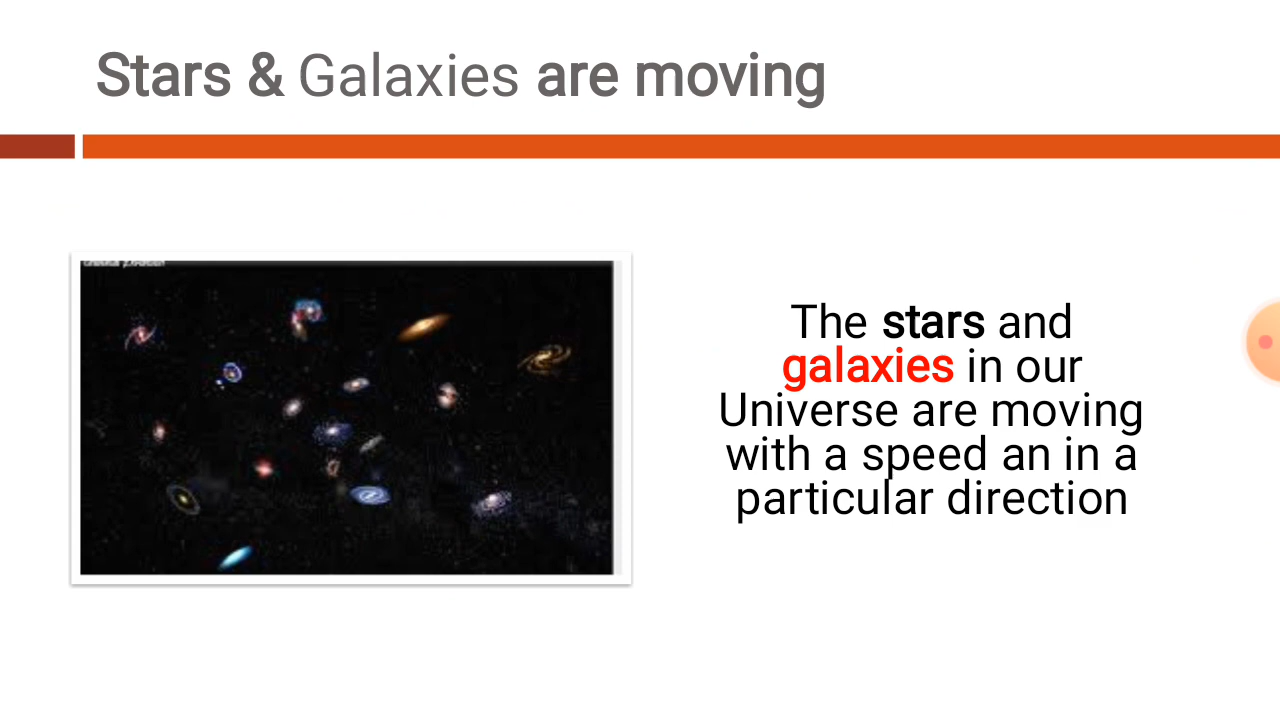 Stars & Galaxies are moving
The stars and
galaxies in our
Universe are moving
with a speed an in a
particular direction